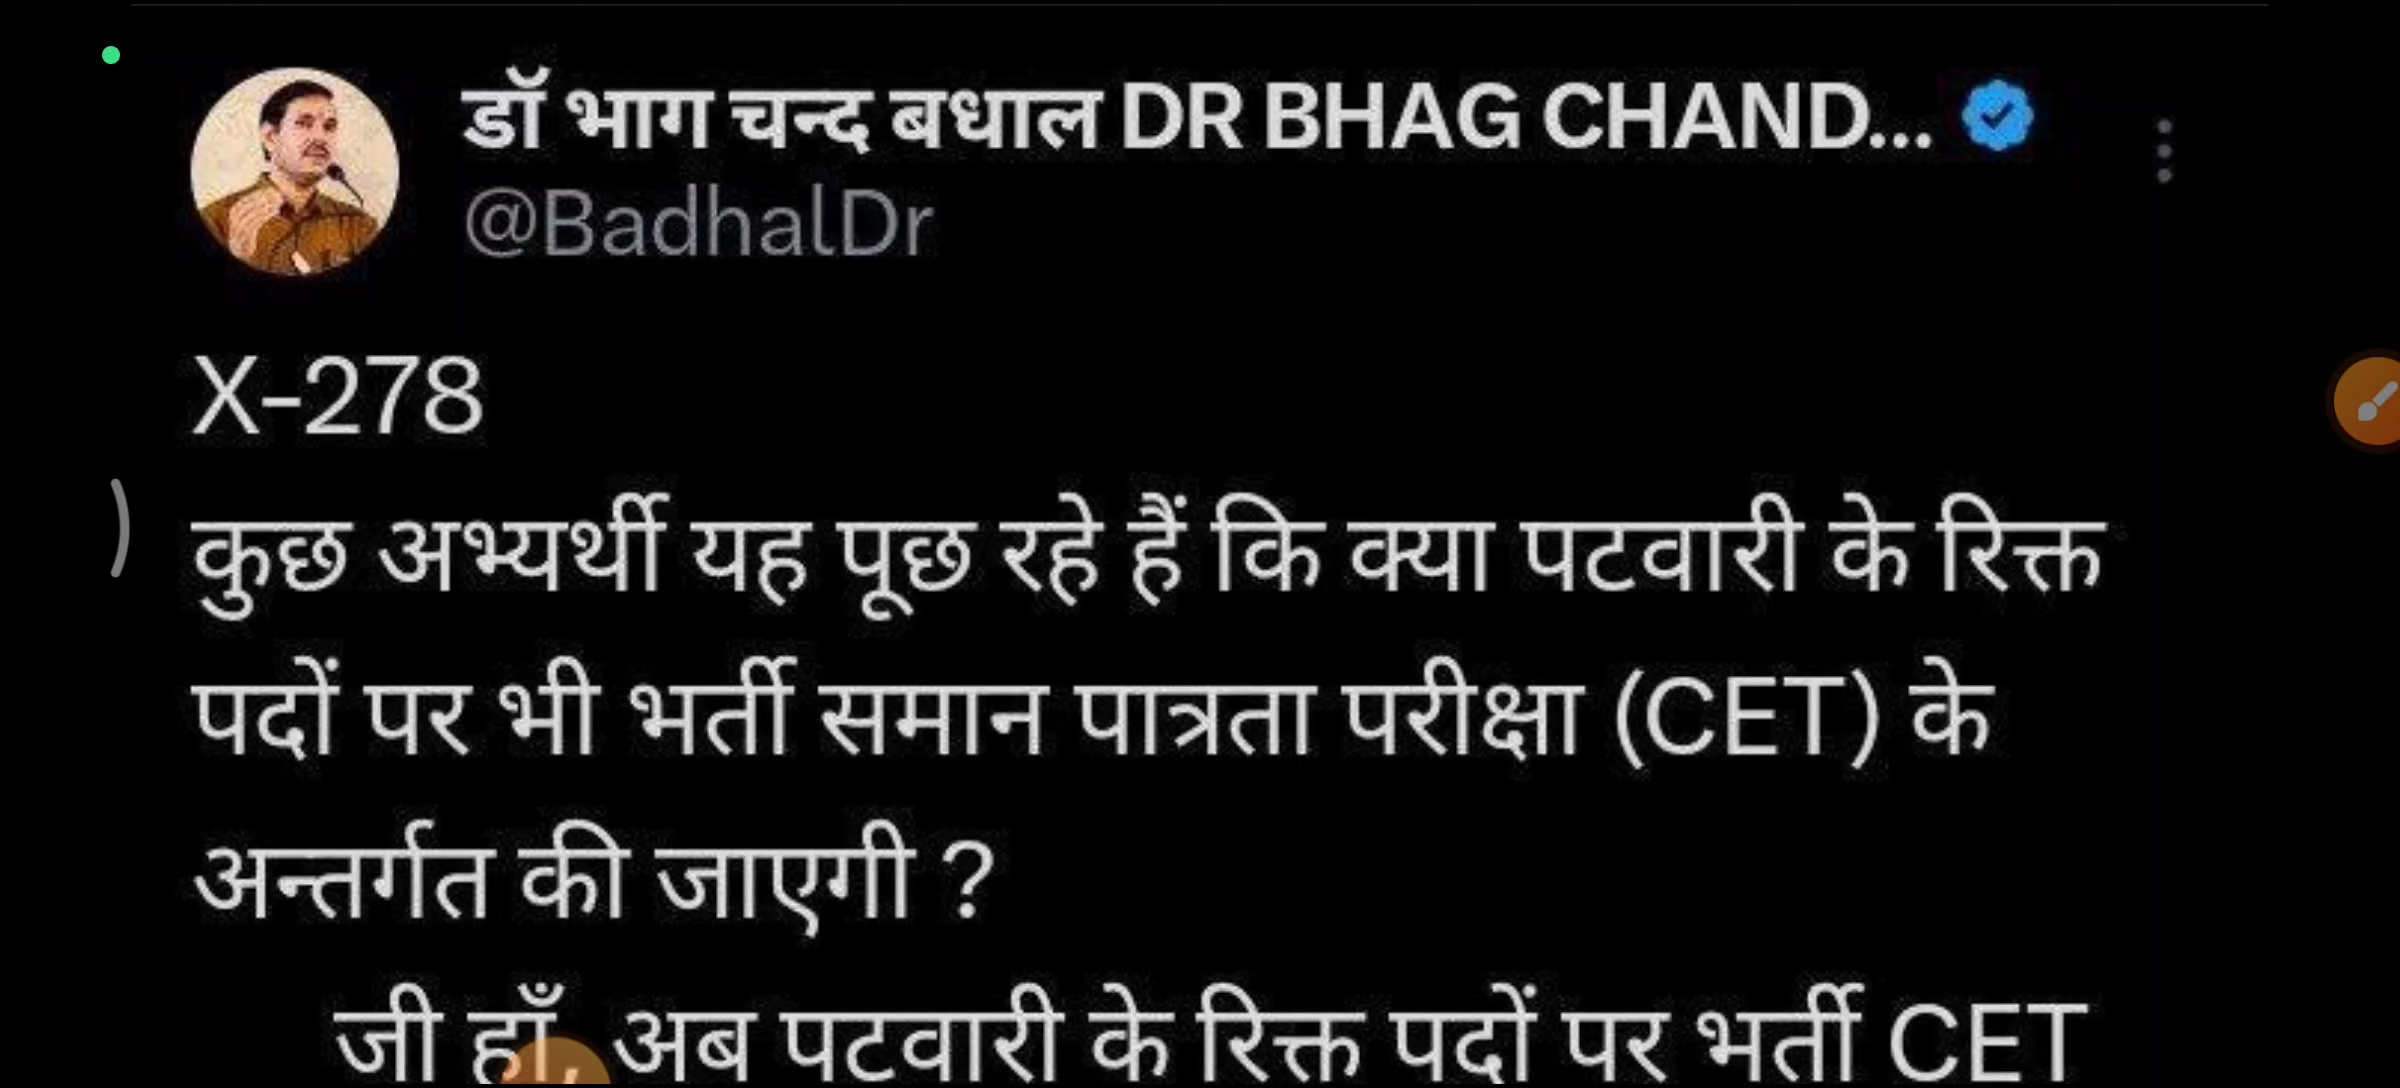 डॉ भाग चन्द बधाल DR BHAG CHAND...
@BadhalDr
X-278
कुछ अभ्यर्थी यह पूछ रहे हैं कि क्या पटवारी के रिक्त
पदों पर भी भर्ती समान पात्रता परीक्षा (CET) के
अन्तर्गत की जाएगी ?
जी हाँ, अब पटवारी के रिक्त पदों पर भर्ती CET